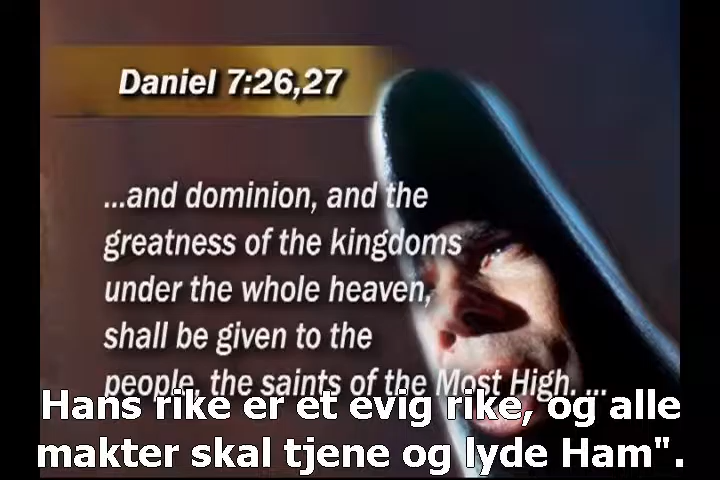 Daniel 7:26,27
...and dominion, and the
greatness of the kingdoms
under the whole heaven,
shall be given to the
people, the saints of the Most High. ...
Hans rike er et evig rike, og alle
makter skal tjene og lyde Ham".